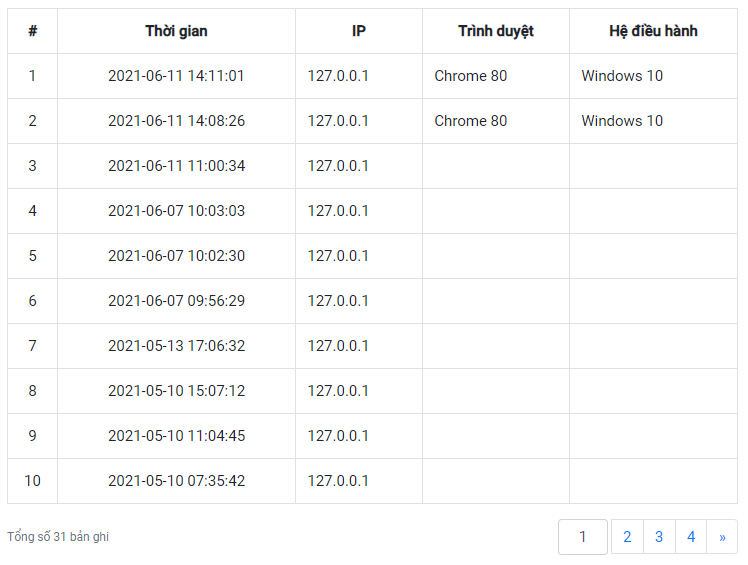 # Thời gian IP Trình duyệt Hệ điều hành
1 2021-06-11 14:11:01 127.0.0.1 Chrome 80 Windows 10
2 2021-06-11 14:08:26 127.0.0.1 Chrome 80 Windows 10
3 2021-06-11 11:00:34 127.0.0.1
4 2021-06-07 10:03:03 127.0.0.1
5 2021-06-07 10:02:30 127.0.0.1
6 2021-06-07 09:56:29 127.0.0.1
7 2021-05-13 17:06:32 127.0.0.1
8 2021-05-10 15:07:12 127.0.0.1
9 2021-05-10 11:04:45 127.0.0.1
10 2021-05-10 07:35:42 127.0.0.1
Tổng số 31 bản ghi 1 2 3 4 »